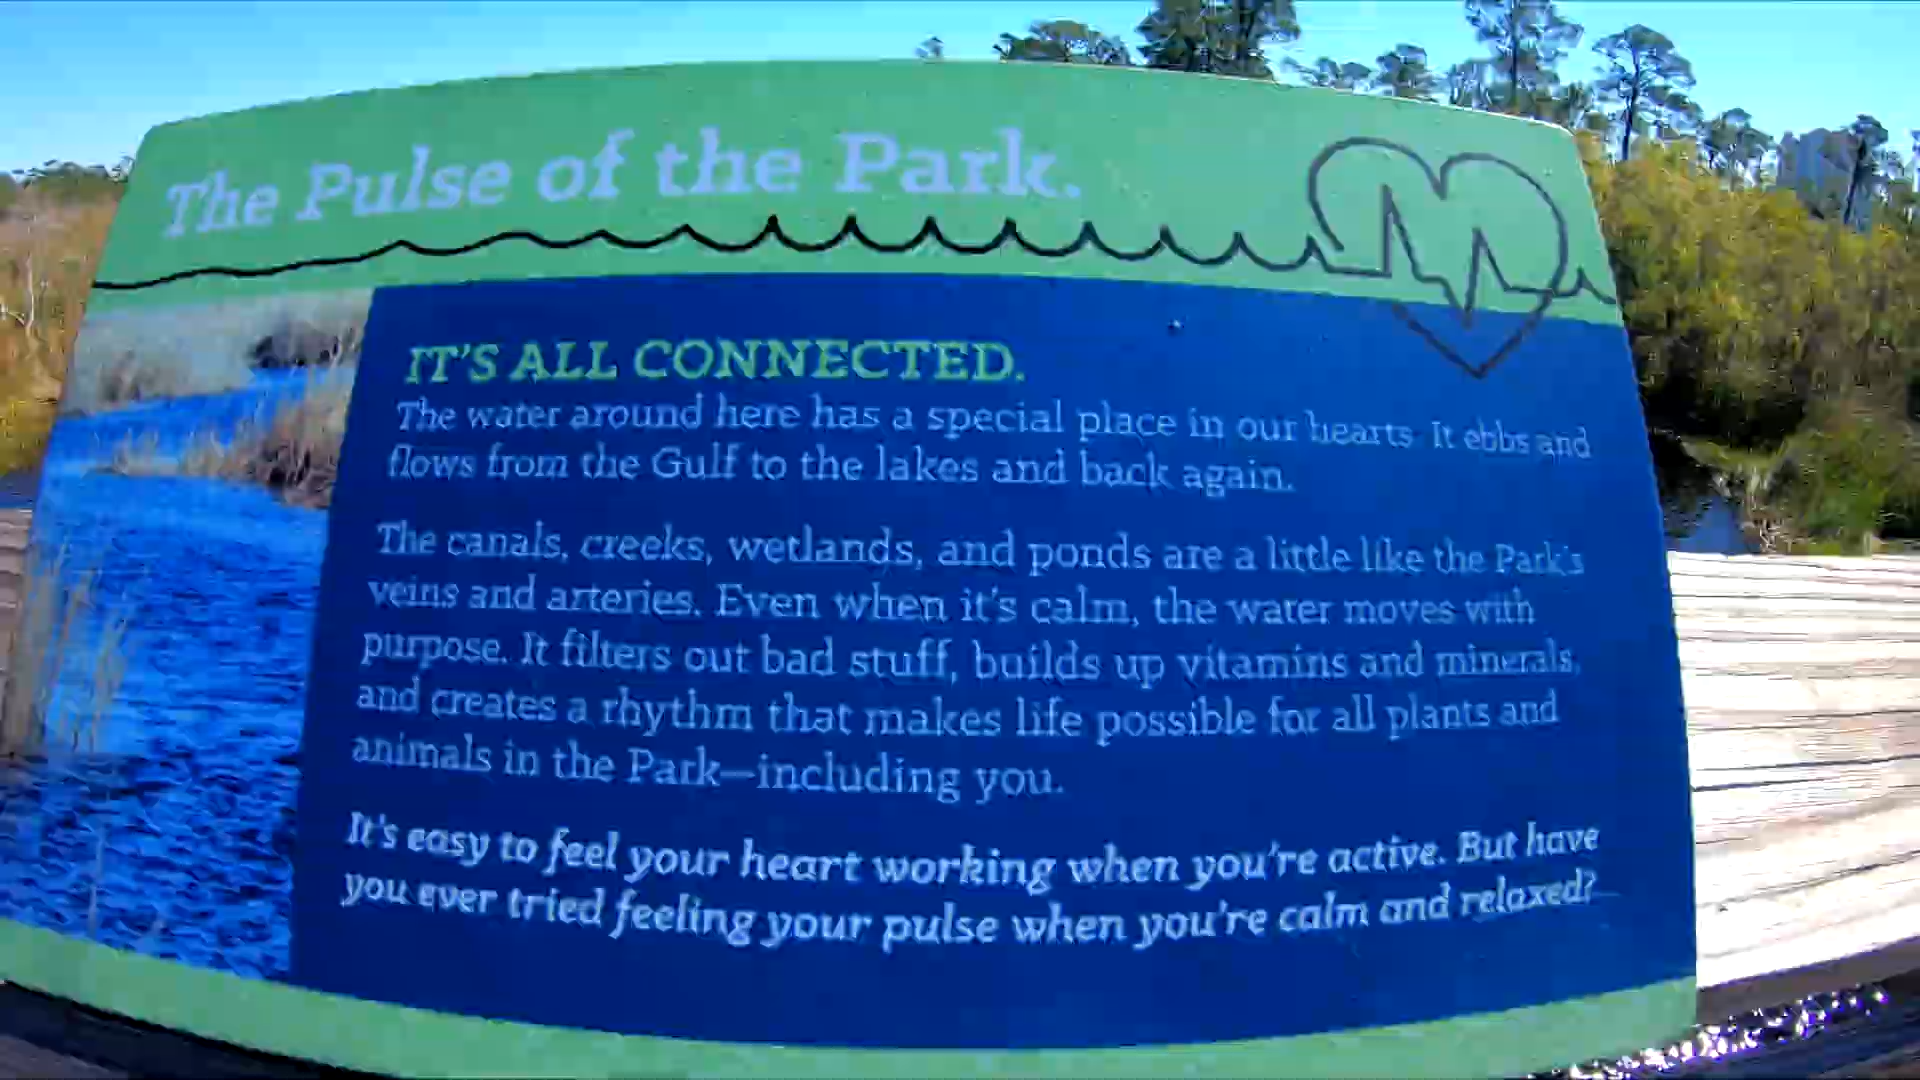 The Pulse of the Park.
IT'S ALL CONNECTED.
The water around here has a special place in our hearts. It ebbs and
flows from the Gulf to the lakes and back again.
The canals, creeks, wetlands, and ponds are a little like the Park's
veins and arteries. Even when it's calm, the water moves with
purpose. It filters out bad stuff, builds up vitamins and minerals,
and creates a rhythm that makes life possible for all plants and
animals in the Park—including you.
It's easy to feel your heart working when you're active. But have
you ever tried feeling your pulse when you're calm and relaxed?